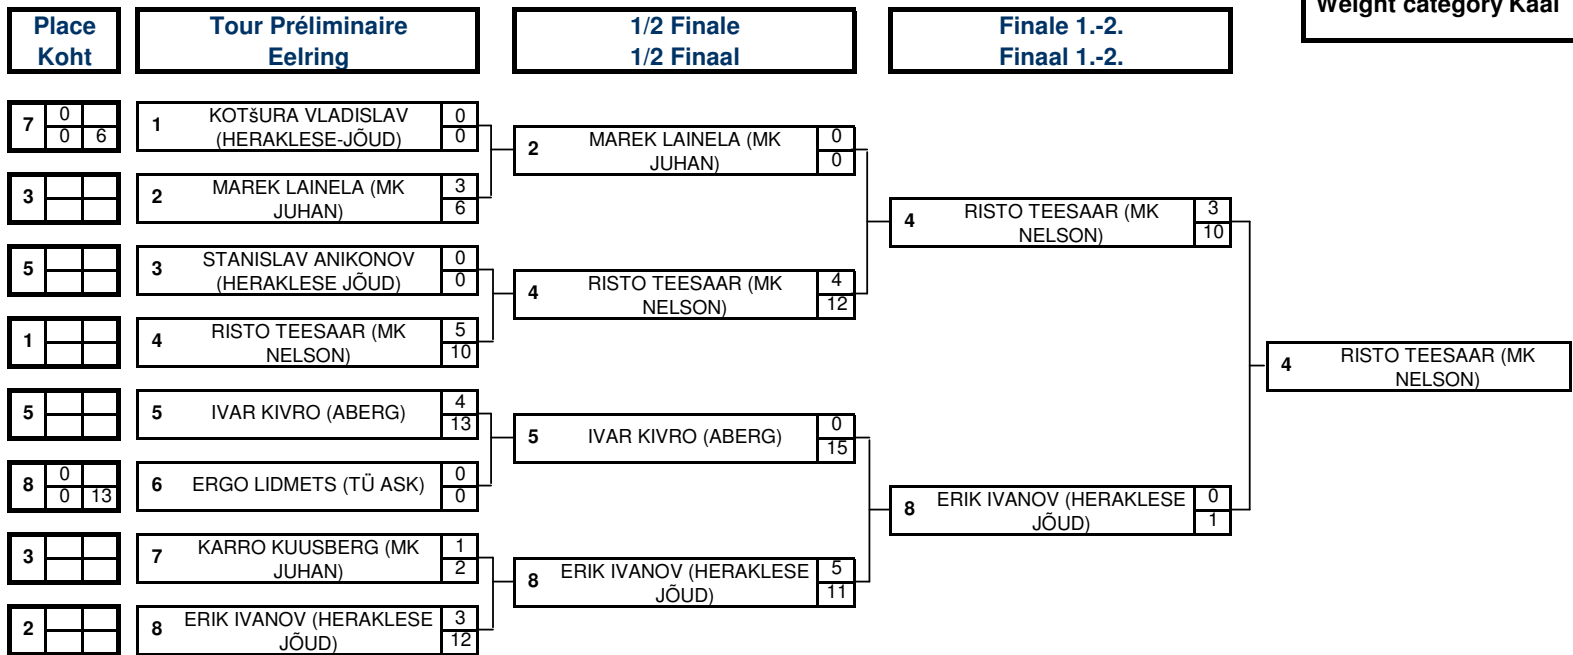 Weight category Kaal
Place
Koht
Tour Préliminaire
Eelring
1/2 Finale
1/2 Finaal
Finale 1.-2.
Finaal 1.-2.
7 0
0 6
1 KOTšURA VLADISLAV
(HERAKLESE-JÕUD) 0
0
3
2 MAREK LAINELA (MK
JUHAN) 3
6
5
3 STANISLAV ANIKONOV
(HERAKLESE JÕUD) 0
0
1
4 RISTO TEESAAR (MK
NELSON) 5
10
5
5 IVAR KIVRO (ABERG) 4
13
8 0
0 13
6 ERGO LIDMETS (TÜ ASK) 0
0
3
7 KARRO KUUSBERG (MK
JUHAN) 1
2
2
8 ERIK IVANOV (HERAKLESE
JÕUD) 3
12
2 MAREK LAINELA (MK
JUHAN) 0
0
4 RISTO TEESAAR (MK
NELSON) 4
12
5 IVAR KIVRO (ABERG) 0
15
8 ERIK IVANOV (HERAKLESE
JÕUD) 5
11
4 RISTO TEESAAR (MK
NELSON) 3
10
8 ERIK IVANOV (HERAKLESE
JÕUD) 0
1
4 RISTO TEESAAR (MK
NELSON)